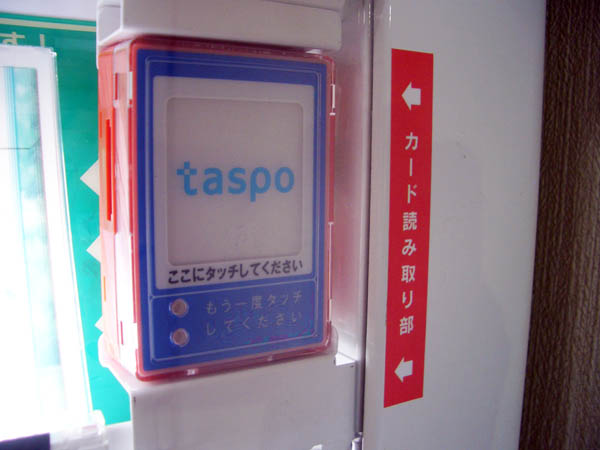 す!
taspo
ここにタッチしてください
もう一度タッチ
してください
カード読み取り部